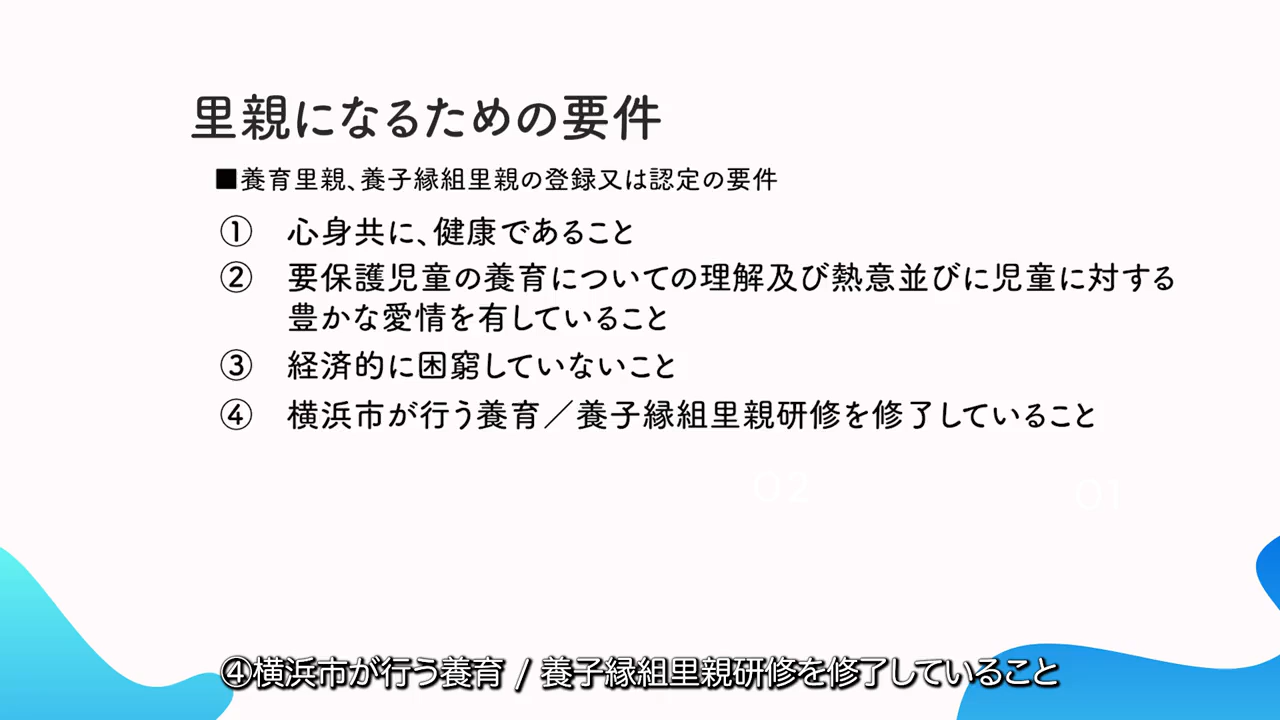 里親になるための要件
■養育里親、養子縁組里親の登録又は認定の要件
① 心身共に、健康であること
② 要保護児童の養育についての理解及び熱意並びに児童に対する
豊かな愛情を有していること
③ 経済的に困窮していないこと
④ 横浜市が行う養育／養子縁組里親研修を修了していること
02
01
④横浜市が行う養育 / 養子縁組里親研修を修了していること